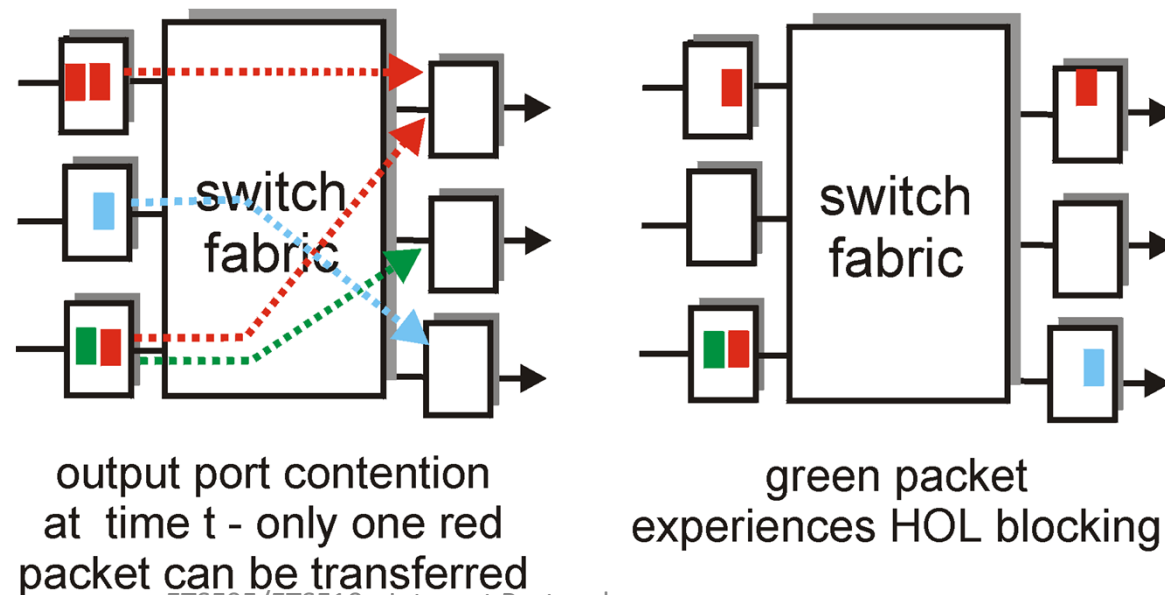 switch
fabric
switch
fabric
output port contention
at time t - only one red
packet can be transferred
green packet
experiences HOL blocking